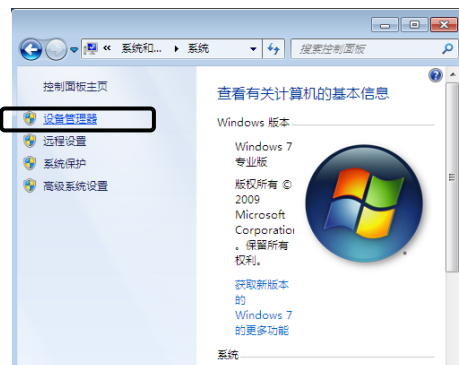 « 系统和... ▸ 系统
搜索控制面板
控制面板主页
设备管理器
远程设置
系统保护
高级系统设置
查看有关计算机的基本信息
Windows 版本
Windows 7
专业版
版权所有 ©
2009
Microsoft
Corporation
。保留所有
权利。
获取新版本
的
Windows 7
的更多功能
系统